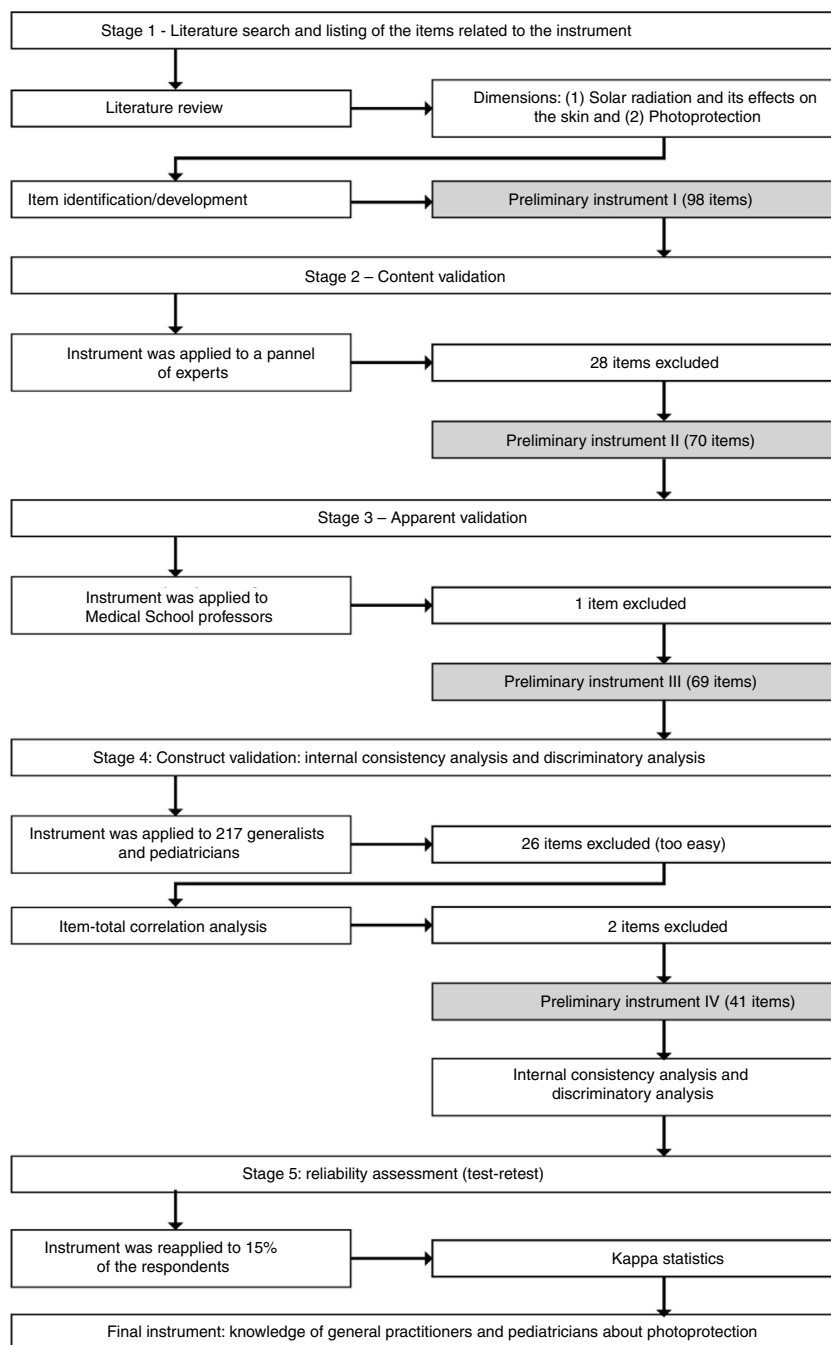 Stage 1 - Literature search and listing of the items related to the instrument
Literature review
Dimensions: (1) Solar radiation and its effects on
the skin and (2) Photoprotection
Item identification/development
Preliminary instrument I (98 items)
Stage 2 – Content validation
Instrument was applied to a pannel
of experts
28 items excluded
Preliminary instrument II (70 items)
Stage 3 – Apparent validation
Instrument was applied to
Medical School professors
1 item excluded
Preliminary instrument III (69 items)
Stage 4: Construct validation: internal consistency analysis and discriminatory analysis
Instrument was applied to 217 generalists
and pediatricians
26 items excluded (too easy)
Item-total correlation analysis
2 items excluded
Preliminary instrument IV (41 items)
Internal consistency analysis and
discriminatory analysis
Stage 5: reliability assessment (test-retest)
Instrument was reapplied to 15%
of the respondents
Kappa statistics
Final instrument: knowledge of general practitioners and pediatricians about photoprotection